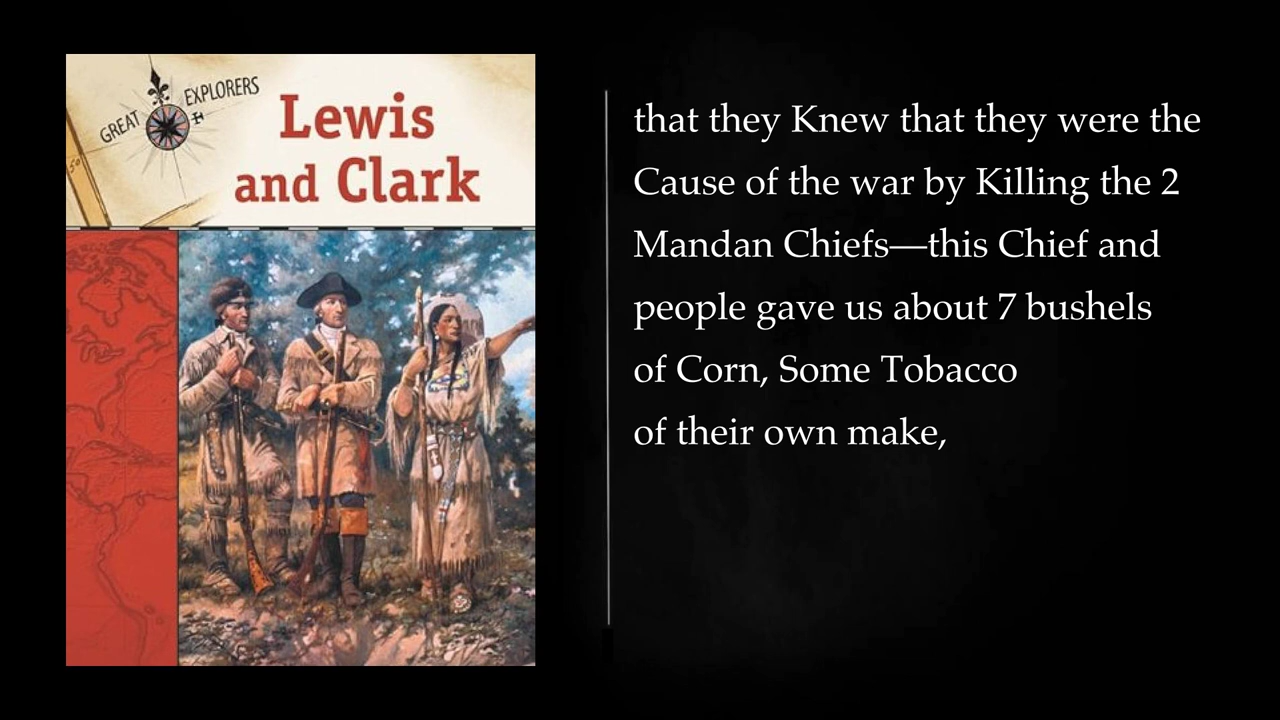 GREAT EXPLORERS
Lewis
and Clark
50
that they Knew that they were the
Cause of the war by Killing the 2
Mandan Chiefs—this Chief and
people gave us about 7 bushels
of Corn, Some Tobacco
of their own make,